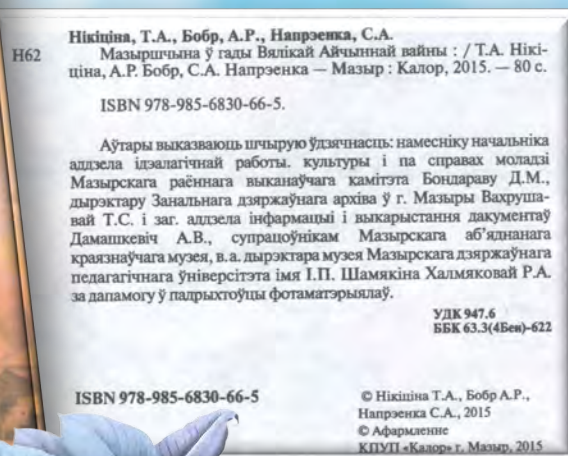 Нікіціна, Т.А., Бобр, А.Р., Напрэенка, С.А.
Н62 Мазыршчына ў гады Вялікай Айчыннай вайны : / Т.А. Нікі-
ціна, А.Р. Бобр, С.А. Напрэенка — Мазыр : Калор, 2015. — 80 с.
ISBN 978-985-6830-66-5.
Аўтары выказваюць шчырую ўдзячнасць: намесніку начальніка
аддзела ідэалагічнай работы. культуры і па справах моладзі
Мазырскага раённага выканаўчага камітэта Бондараву Д.М.,
дырэктару Занальнага дзяржаўнага архіва ў г. Мазыры Вахруша-
вай Т.С. і заг. аддзела інфармацыі і выкарыстання дакументаў
Дамашкевіч А.В., супрацоўнікам Мазырскага аб’яднанага
краязнаўчага музея, в.а. дырэктара музея Мазырскага дзяржаўнага
педагагічнага ўніверсітэта імя І.П. Шамякіна Халмяковай Р.А.
за дапамогу ў падрыхтоўцы фотаматэрыялаў.
УДК 947.6
ББК 63.3(4Беи)-622
ISBN 978-985-6830-66-5
© Нікіціна Т.А., Бобр А.Р.,
Напрэенка С.А., 2015
© Афармленне
КПУП «Калор» г. Мазыр, 2015